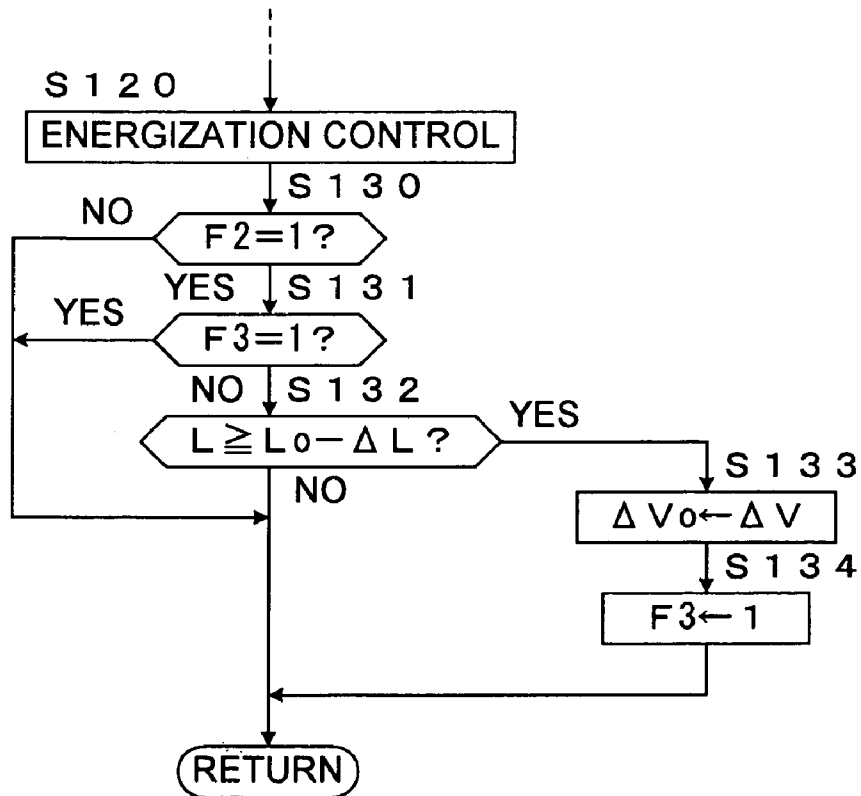 S120
ENERGIZATION CONTROL
S130
NO
F2=1?
YES
S131
YES
F3=1?
NO
S132
YES
L≧Lo-ΔL?
NO
S133
ΔVo←ΔV
S134
F3←1
RETURN